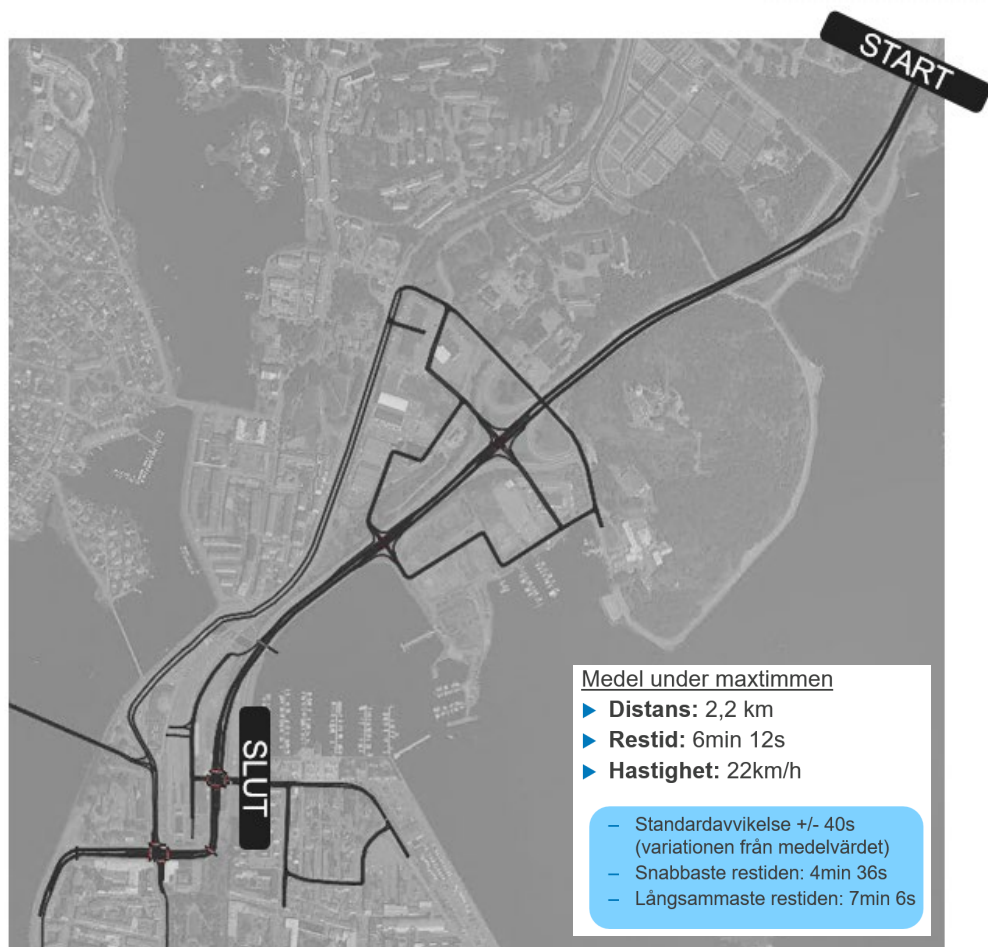 START
SLUT
Medel under maxtimmen
Distans: 2,2 km
Restid: 6min 12s
Hastighet: 22km/h
– Standardavvikelse +/- 40s
(variationen från medelvärdet)
– Snabbaste restiden: 4min 36s
– Långsammaste restiden: 7min 6s